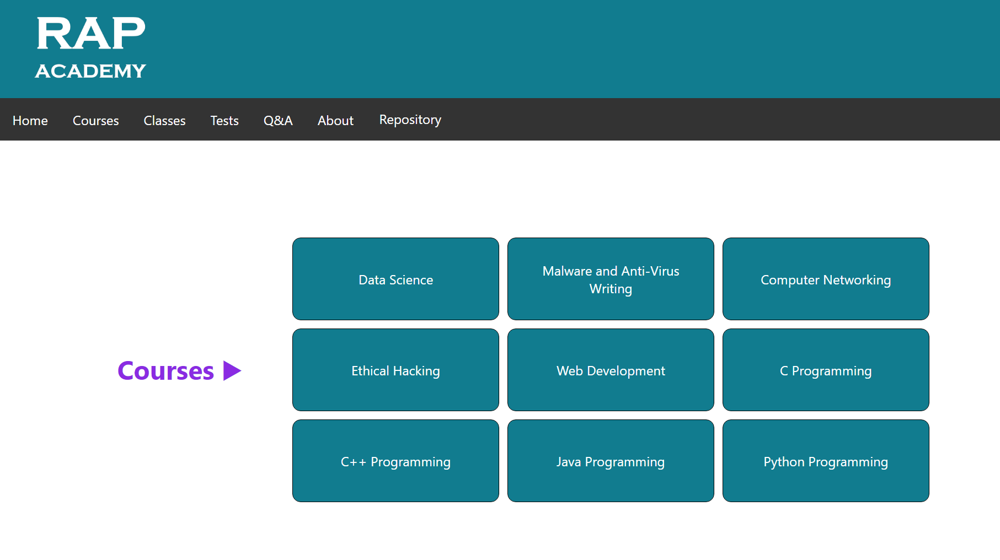 RAP
ACADEMY
Home Courses Classes Tests Q&A About Repository
Data Science
Malware and Anti-Virus
Writing
Computer Networking
Courses ▶
Ethical Hacking
Web Development
C Programming
C++ Programming
Java Programming
Python Programming